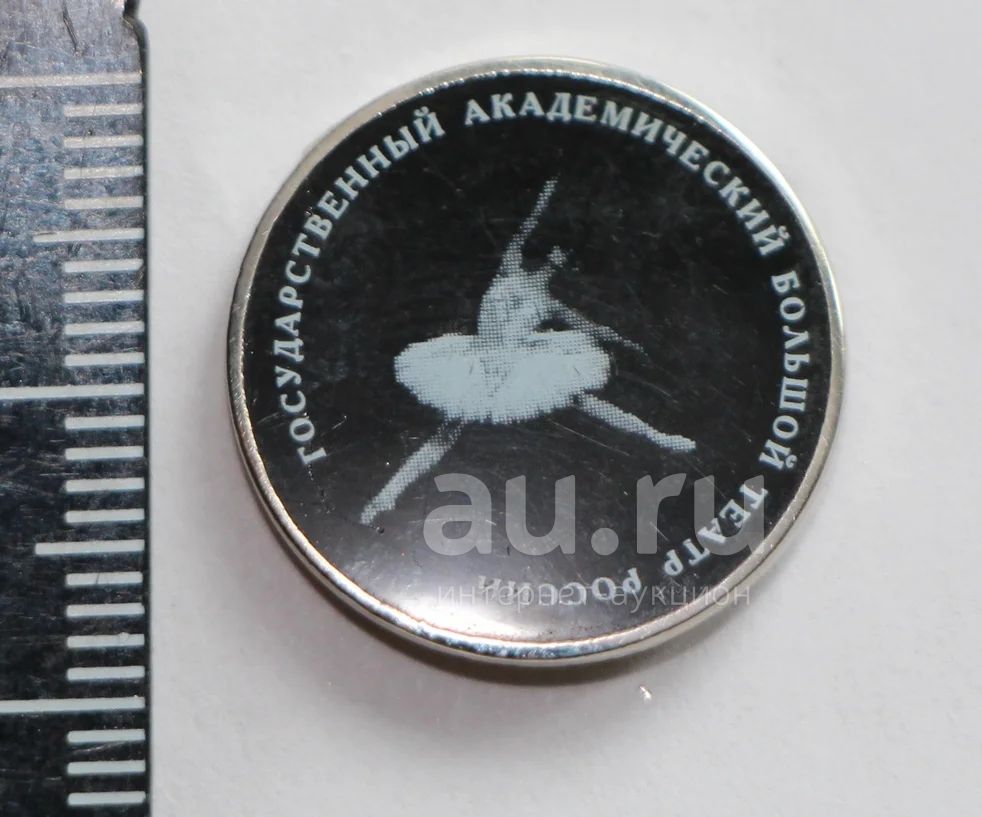 ГОСУДАРСТВЕННЫЙ АКАДЕМИЧЕСКИЙ БОЛЬШОЙ ТЕАТР РОССИИ
au.ru
интернет-аукцион